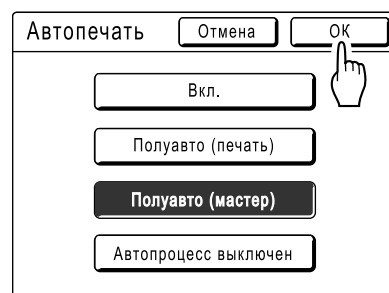 Автопечать Отмена OK
Вкл.
Полуавто (печать)
Полуавто (мастер)
Автопроцесс выключен